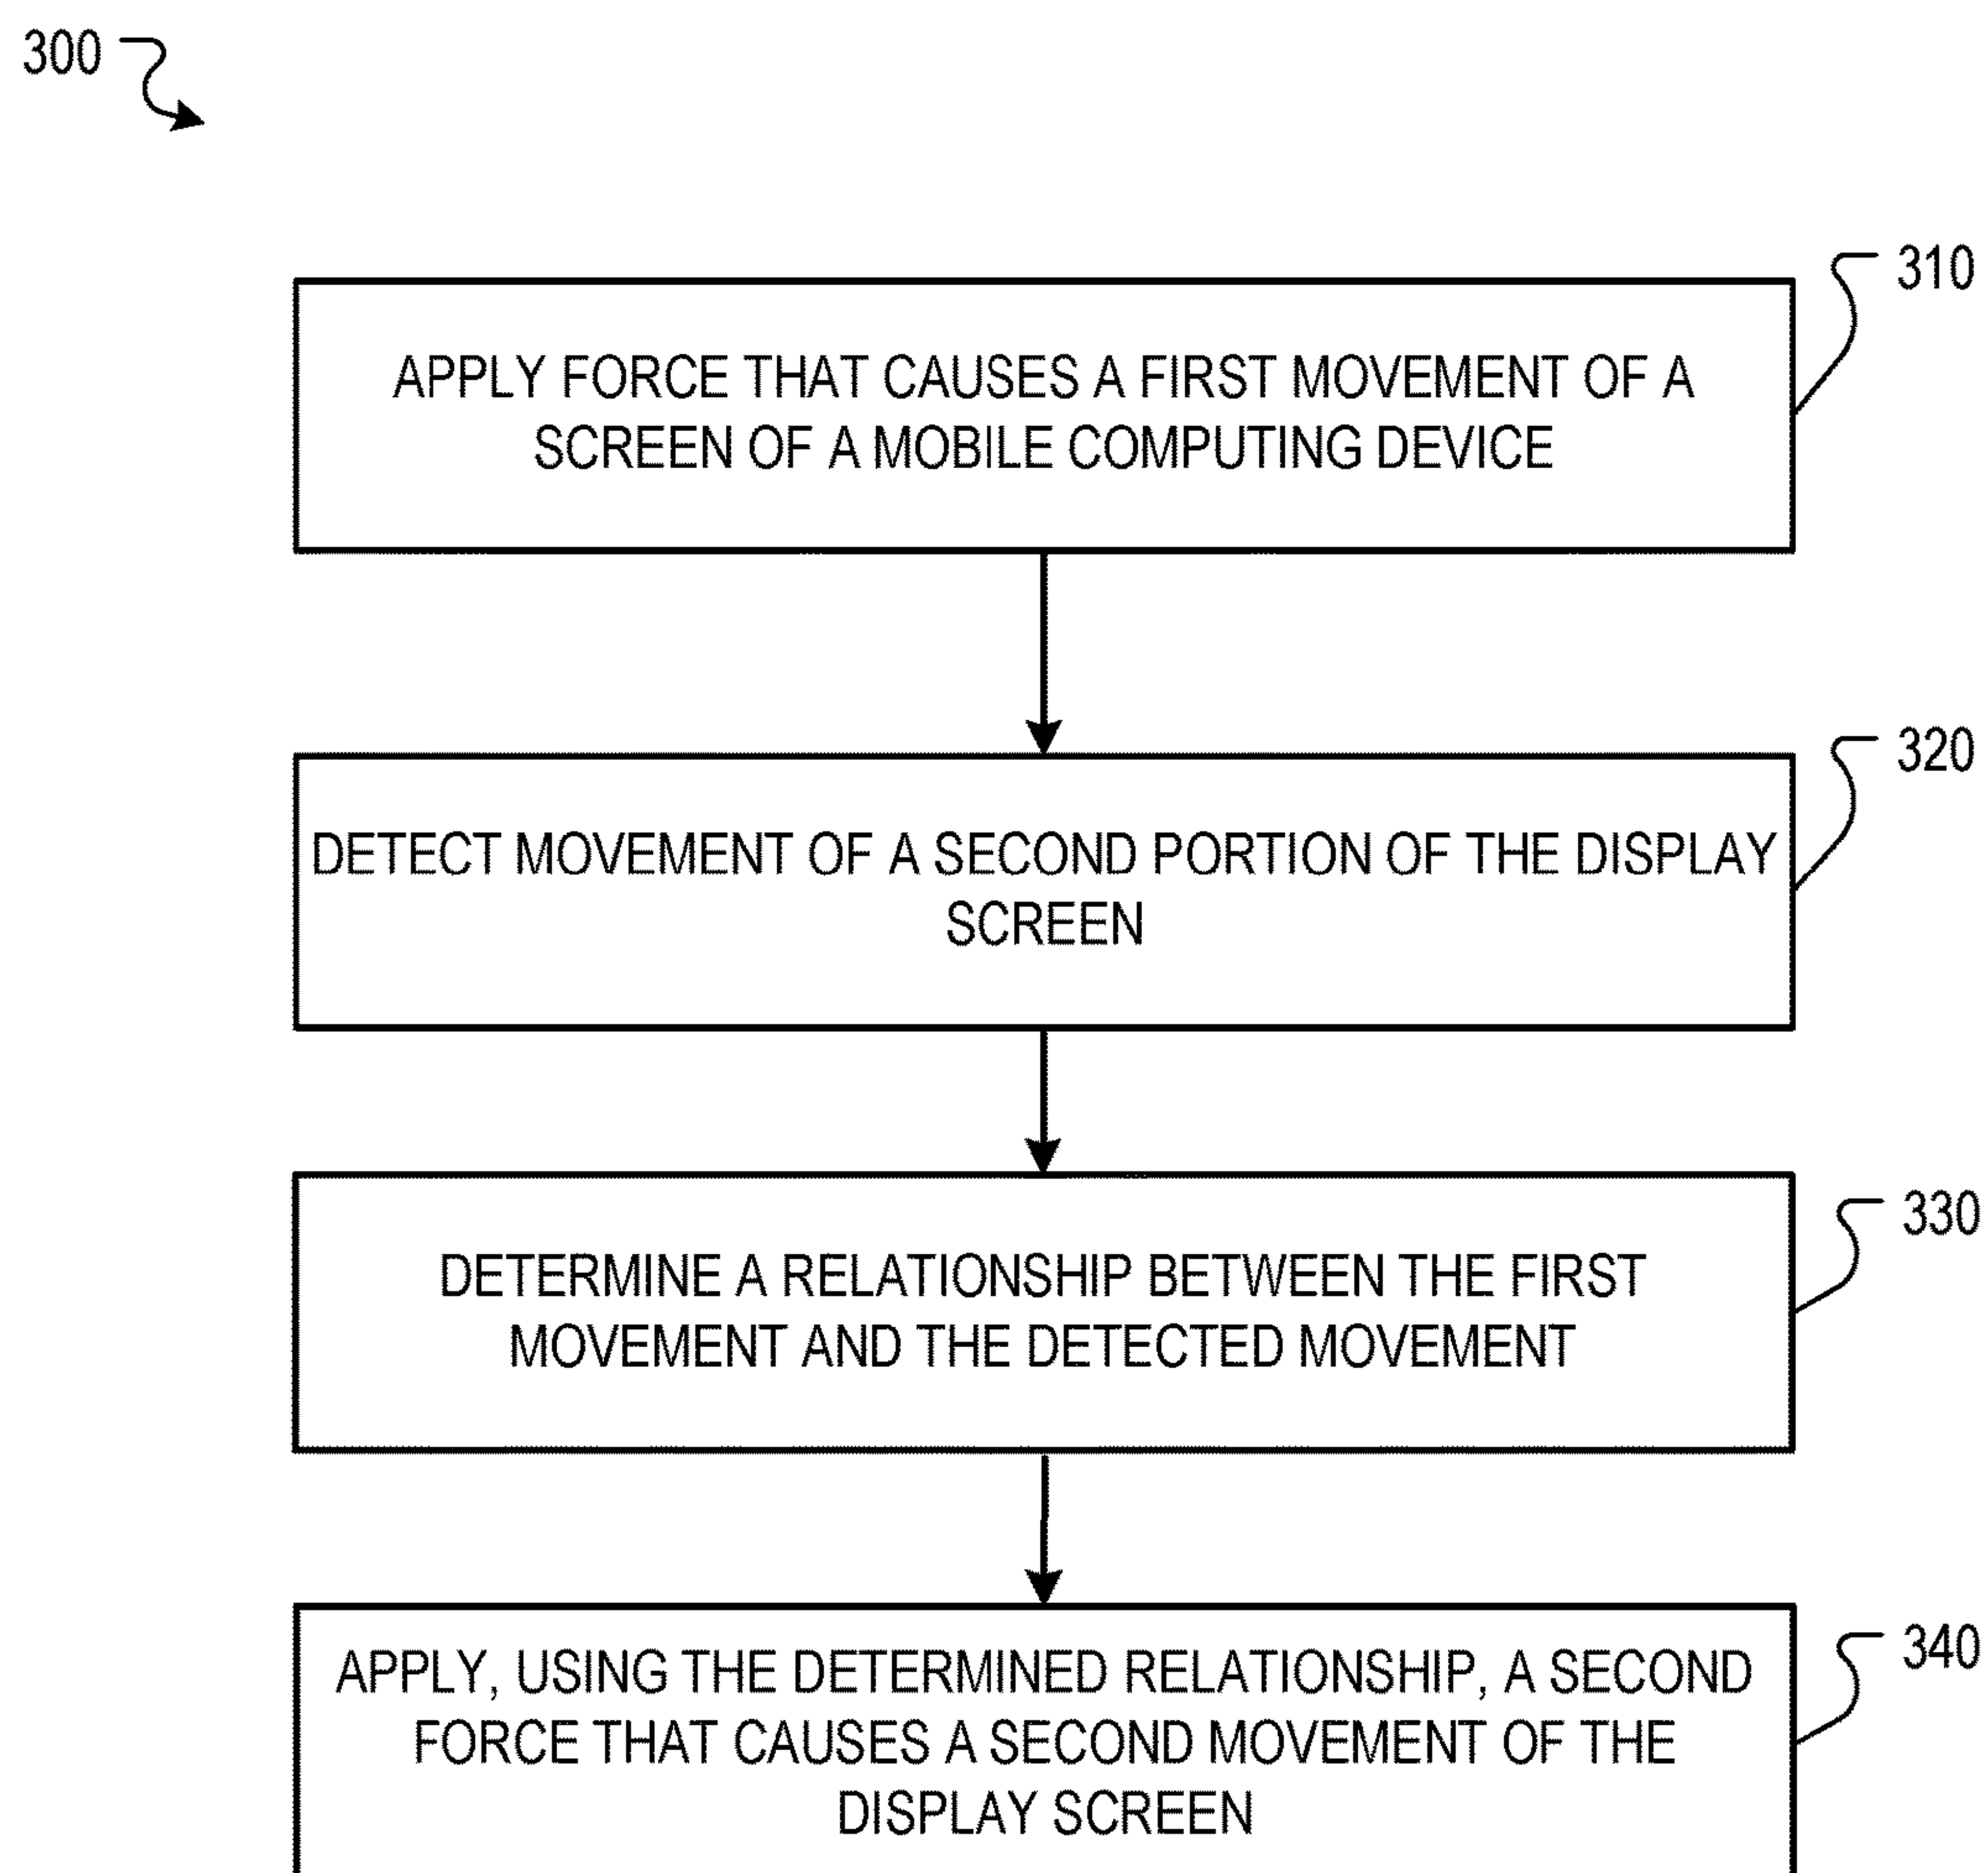 300
310
APPLY FORCE THAT CAUSES A FIRST MOVEMENT OF A
SCREEN OF A MOBILE COMPUTING DEVICE
320
DETECT MOVEMENT OF A SECOND PORTION OF THE DISPLAY
SCREEN
330
DETERMINE A RELATIONSHIP BETWEEN THE FIRST
MOVEMENT AND THE DETECTED MOVEMENT
340
APPLY, USING THE DETERMINED RELATIONSHIP, A SECOND
FORCE THAT CAUSES A SECOND MOVEMENT OF THE
DISPLAY SCREEN